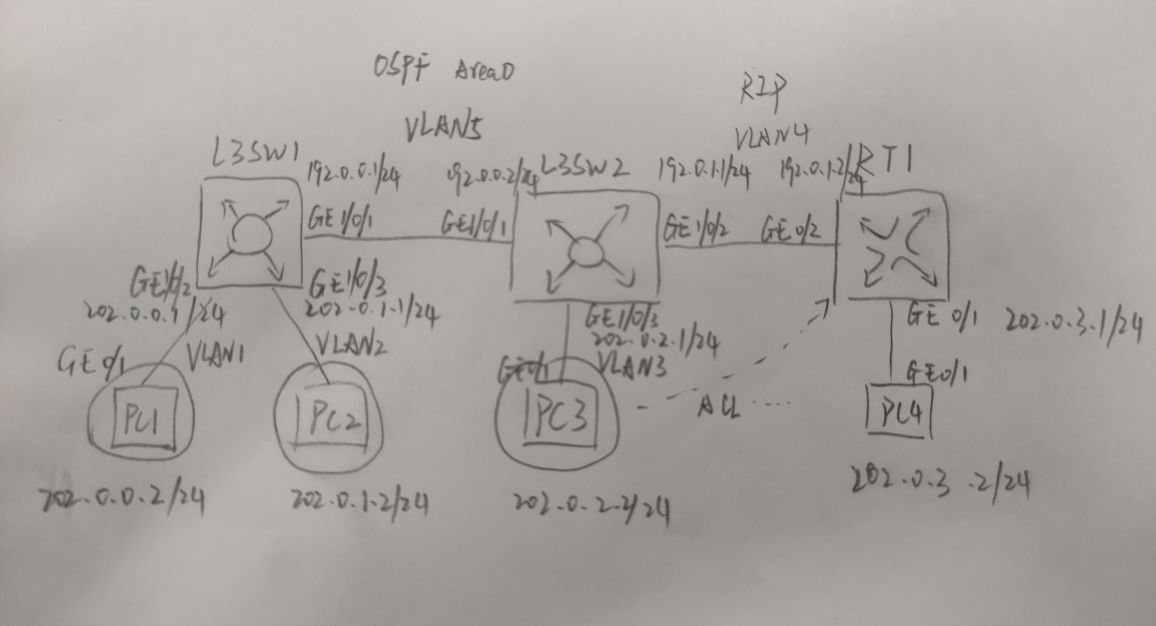 OSPF Area0
VLAN5
RIP
VLAN4
L3SW1
192.0.0.1/24
192.0.0.2/24
L3SW2
192.0.1.1/24
192.0.1.2/24
RT1
GE1/0/1
GE1/0/1
GE1/0/2
GE0/2
GE1/0/2
202.0.0.1/24
GE1/0/3
202.0.1.1/24
GE1/0/3
202.0.2.1/24
GE 0/1
202.0.3.1/24
GE0/1
VLAN1
VLAN2
GE0/1
VLAN3
GE0/1
PC1
PC2
PC3
ACL
PC4
202.0.0.2/24
202.0.1.2/24
202.0.2.2/24
202.0.3.2/24